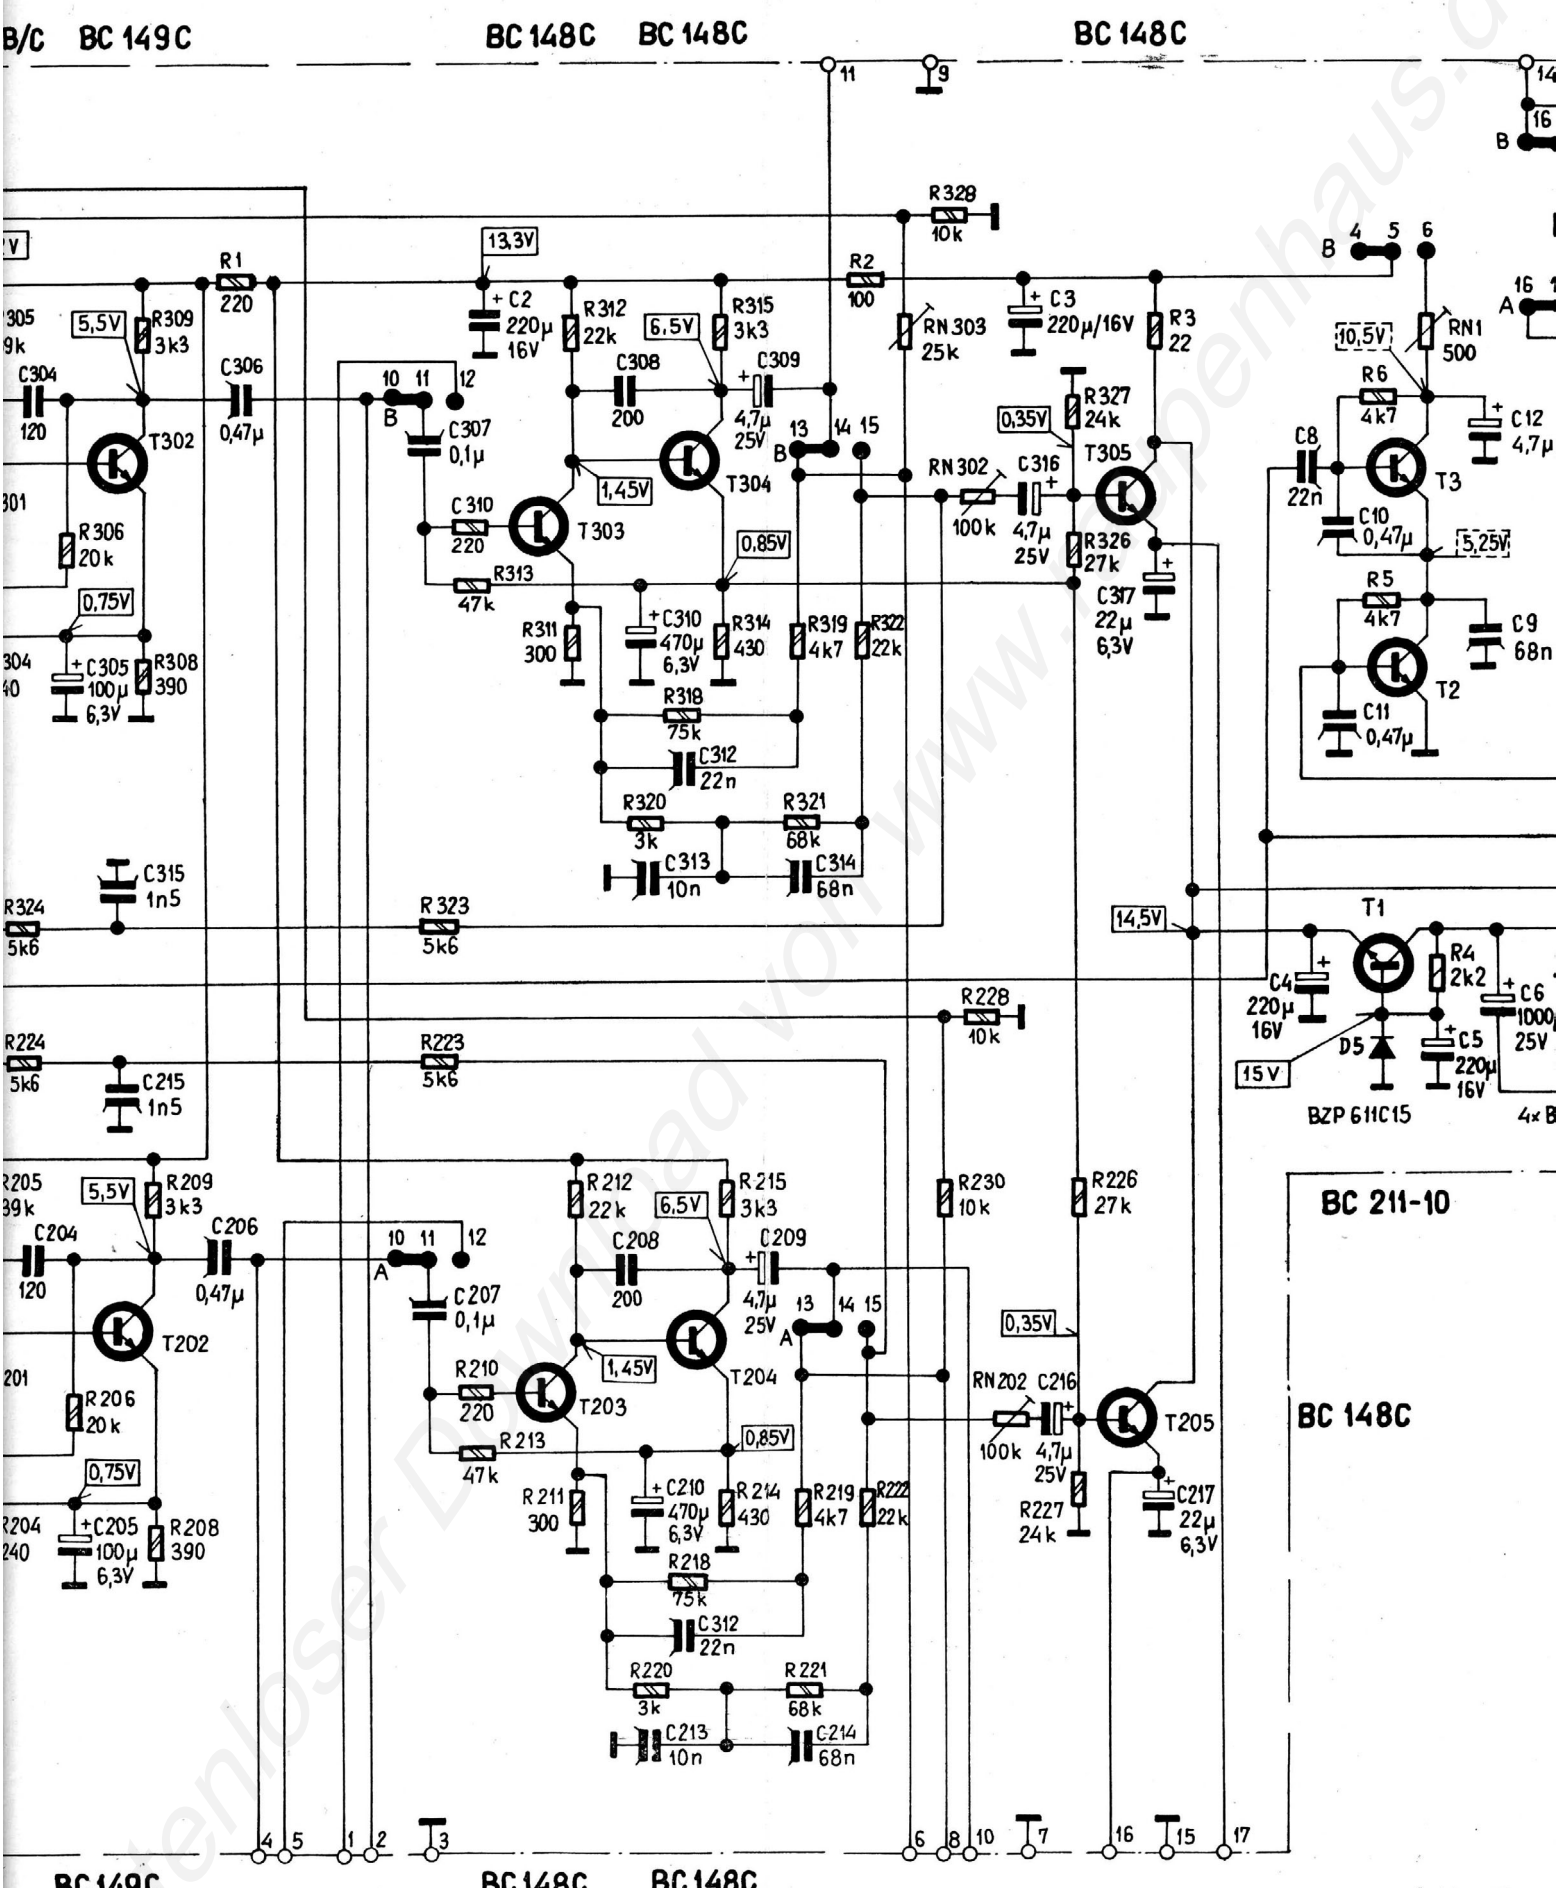 B/C BC 149C BC 148C BC 148C BC 148C
11 9 14
16
B
R328
10k
V
13,3V
B 4 5 6
R1
220
R2
100
16
A
305
9k
5,5V
R309
3k3
+ C2
220µ
16V
R312
22k
6,5V
R315
3k3
RN303
25k
+ C3
220µ/16V
R3
22
10,5V
RN1
500
C304
120
C306
0,47µ
10 11 12
B
C308
200
+ C309
4,7µ
25V
R327
24k
R6
4k7
+
C12
4,7µ
T302
C307
0,1µ
13 14 15
B
0,35V
RN302
100k
C316
+
4,7µ
25V
T305
C8
22n
T3
301
1,45V
T304
R306
20k
C310
220
T303
0,85V
R326
27k
C10
0,47µ
5,25V
R313
47k
0,75V
+
C317
22µ
6,3V
R5
4k7
304
40
+
C305
100µ
6,3V
R308
390
R311
300
+ C310
470µ
6,3V
R314
430
R319
4k7
R322
22k
C9
68n
T2
R318
75k
C11
0,47µ
C312
22n
R320
3k
R321
68k
C313
10n
C314
68n
C315
1n5
R324
5k6
R323
5k6
14,5V
T1
+
C4
220µ
16V
R4
2k2
+ C6
1000µ
25V
R228
10k
R224
5k6
R223
5k6
15V
D5
+ C5
220µ
16V
C215
1n5
BZP 611C15
4× B
R205
39k
5,5V
R209
3k3
R212
22k
6,5V
R215
3k3
R230
10k
R226
27k
BC 211-10
C204
120
C206
0,47µ
10 11 12
A
C208
200
+ C209
4,7µ
25V
C207
0,1µ
13 14 15
A
0,35V
T202
1,45V
T204
201
R210
220
T203
RN202
100k
C216
+
4,7µ
25V
T205
BC 148C
R206
20k
R213
47k
0,85V
0,75V
R204
240
+C205
100µ
6,3V
R208
390
R211
300
+ C210
470µ
6,3V
R214
430
R219
4k7
R222
22k
R227
24k
+
C217
22µ
6,3V
R218
75k
C312
22n
R220
3k
R221
68k
C213
10n
C214
68n
4 5 1 2 3 6 8 10 7 16 15 17
BC149C BC148C BC148C
tenloser Download von www.raupenhaus.d